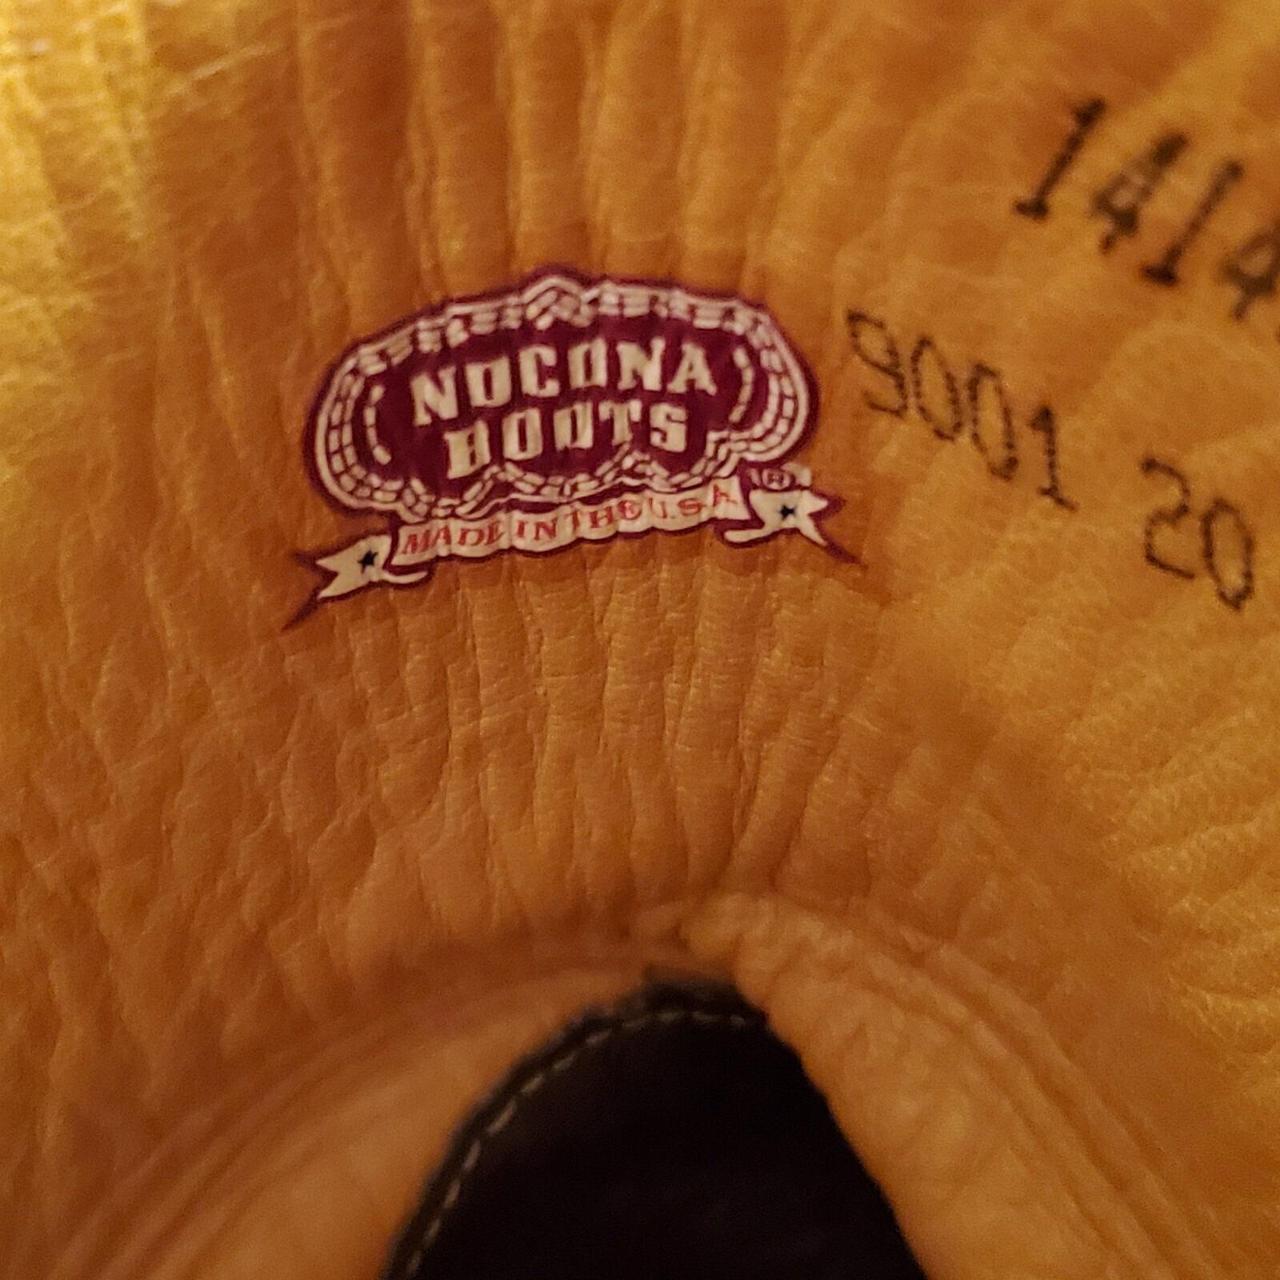 NOCONA
BOOTS
®
MADE IN THE U.S.A
1414
9001 20